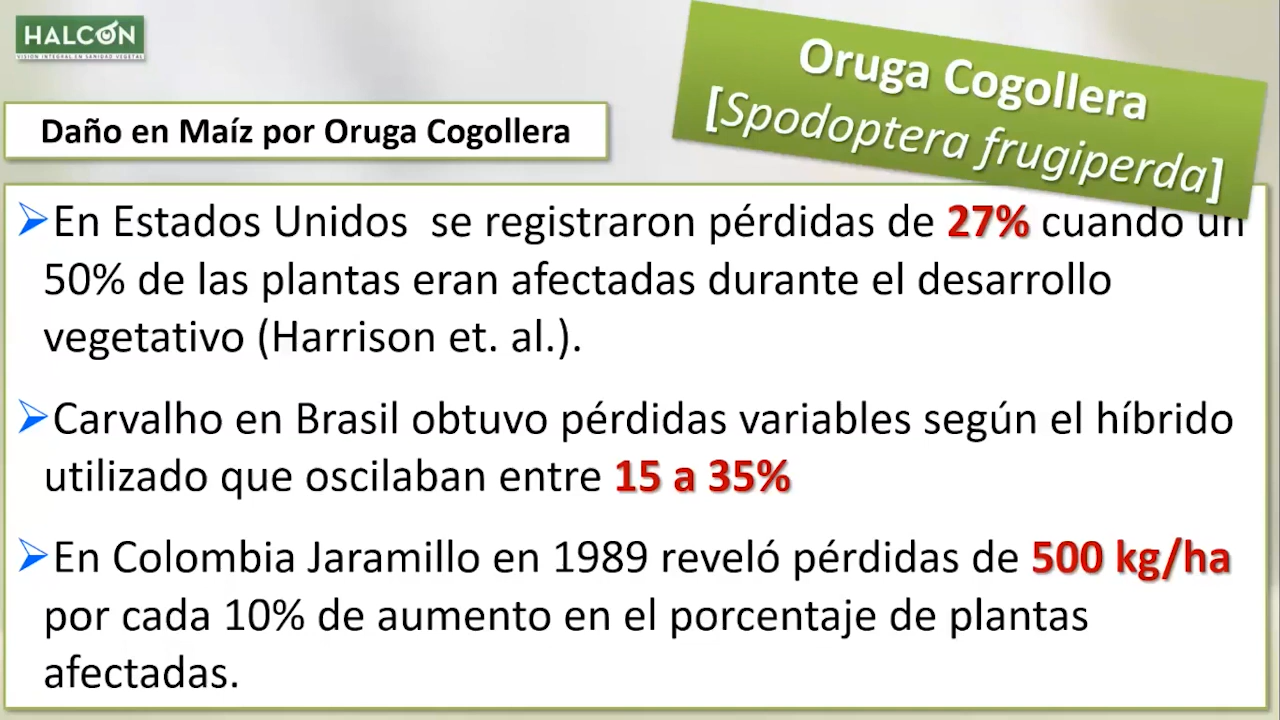 HALCÓN
VISIÓN INTEGRAL EN SANIDAD VEGETAL
Oruga Cogollera
[Spodoptera frugiperda]
Daño en Maíz por Oruga Cogollera
En Estados Unidos se registraron pérdidas de 27% cuando un
50% de las plantas eran afectadas durante el desarrollo
vegetativo (Harrison et. al.).
Carvalho en Brasil obtuvo pérdidas variables según el híbrido
utilizado que oscilaban entre 15 a 35%
En Colombia Jaramillo en 1989 reveló pérdidas de 500 kg/ha
por cada 10% de aumento en el porcentaje de plantas
afectadas.